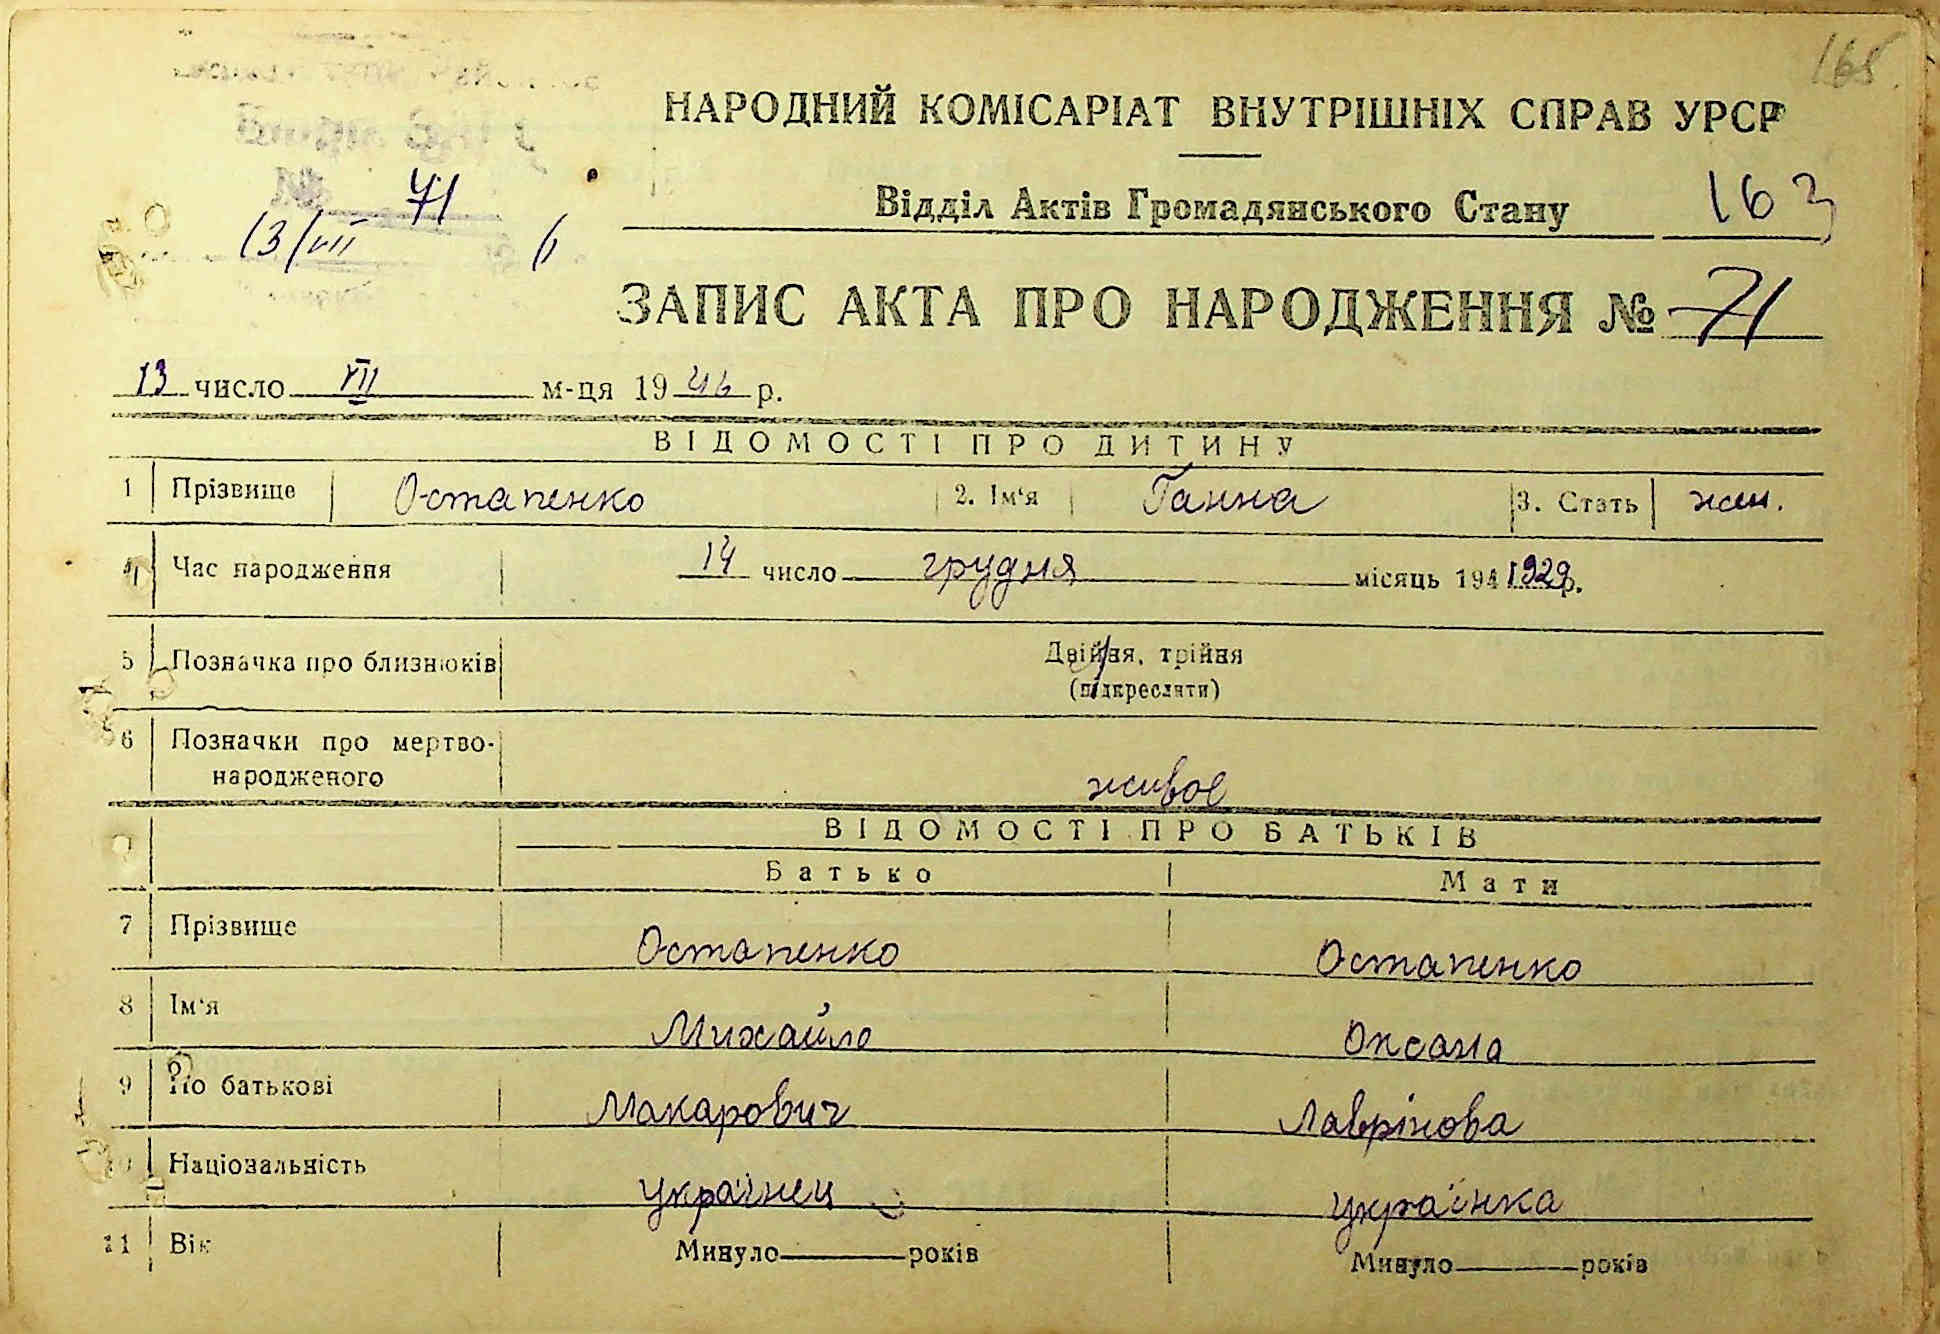 168
НАРОДНИЙ КОМІСАРІАТ ВНУТРІШНІХ СПРАВ УРСР
Відділ Актів Громадянського Стану 163
71
13/VII 6
ЗАПИС АКТА ПРО НАРОДЖЕННЯ № 71
13 число VII м-ця 1946 р.
ВІДОМОСТІ ПРО ДИТИНУ
1 Прізвище Остапенко 2. Ім'я Ганна 3. Стать жін.
4 Час народження 14 число грудня місяць 194 1929р.
5 Позначка про близнюків Двійня, трійня
(підкреслити)
6 Позначки про мертво-
народженого живое
ВІДОМОСТІ ПРО БАТЬКІВ
Батько Мати
7 Прізвище Остапенко Остапенко
8 Ім'я Михайло Оксана
9 По батькові Макарович Лаврінова
10 Національність українец українка
11 Вік Минуло років Минуло років